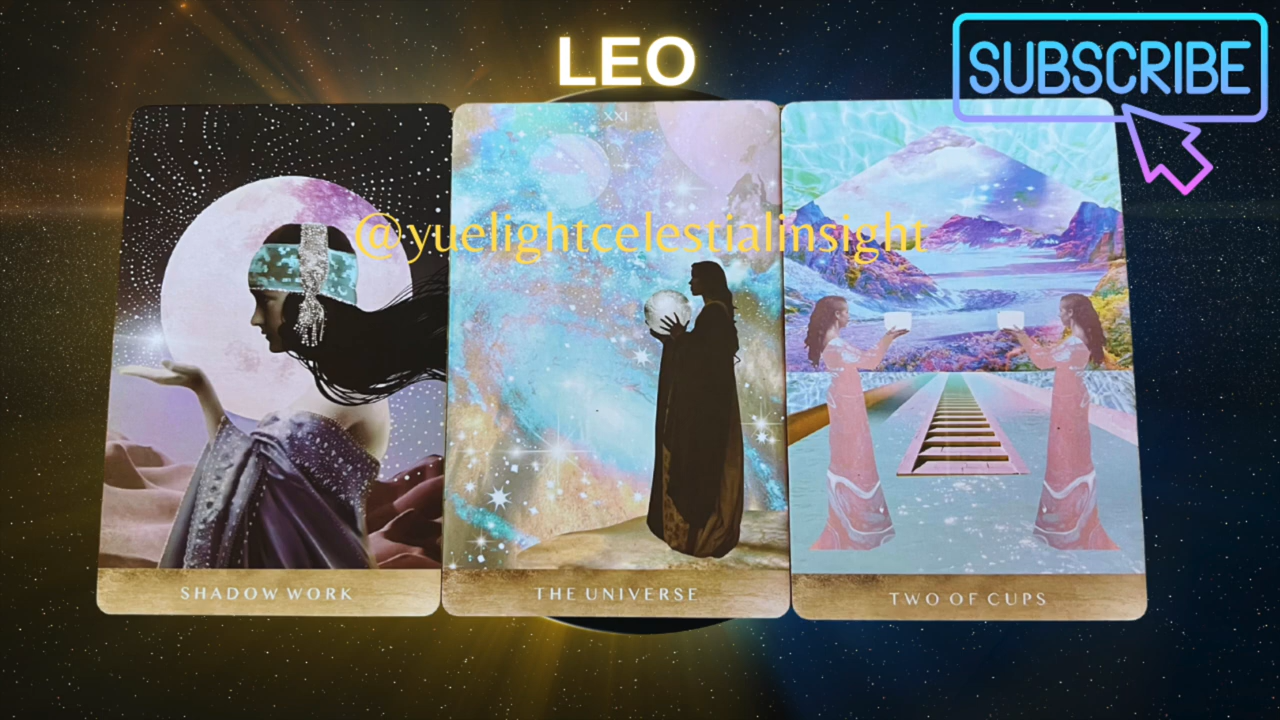 LEO
SUBSCRIBE
XXI
@yuelightcelestialinsight
SHADOW WORK
THE UNIVERSE
TWO OF CUPS